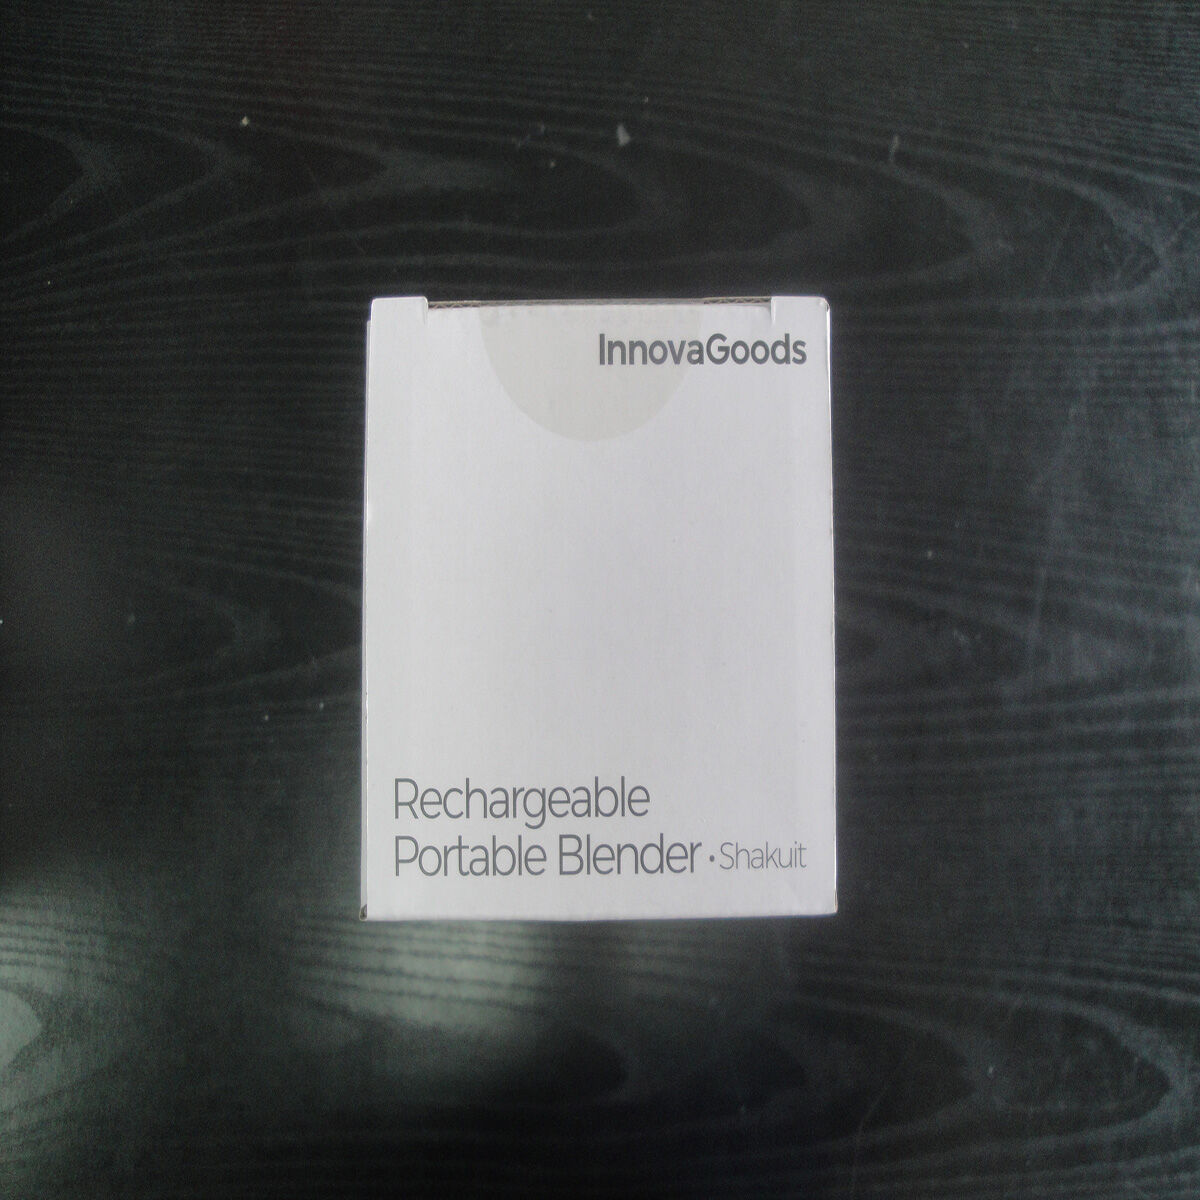 InnovaGoods
Rechargeable
Portable Blender • Shakuit